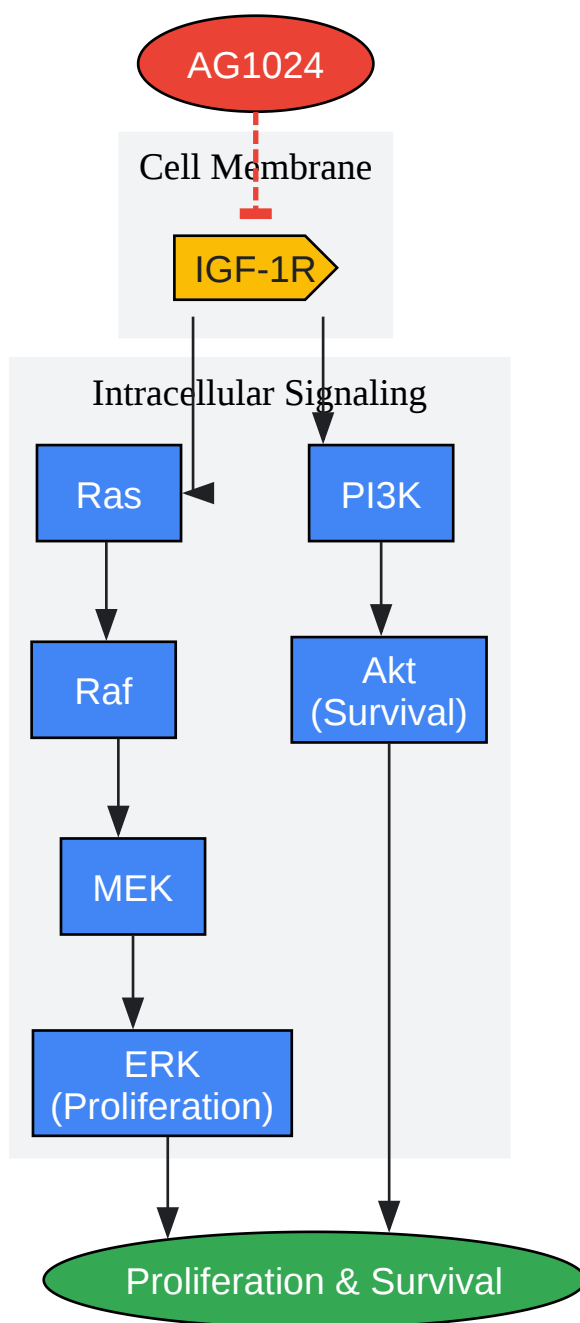 AG1024
Cell Membrane
IGF-1R
Intracellular Signaling
Ras
PI3K
Raf
Akt
(Survival)
MEK
ERK
(Proliferation)
Proliferation & Survival